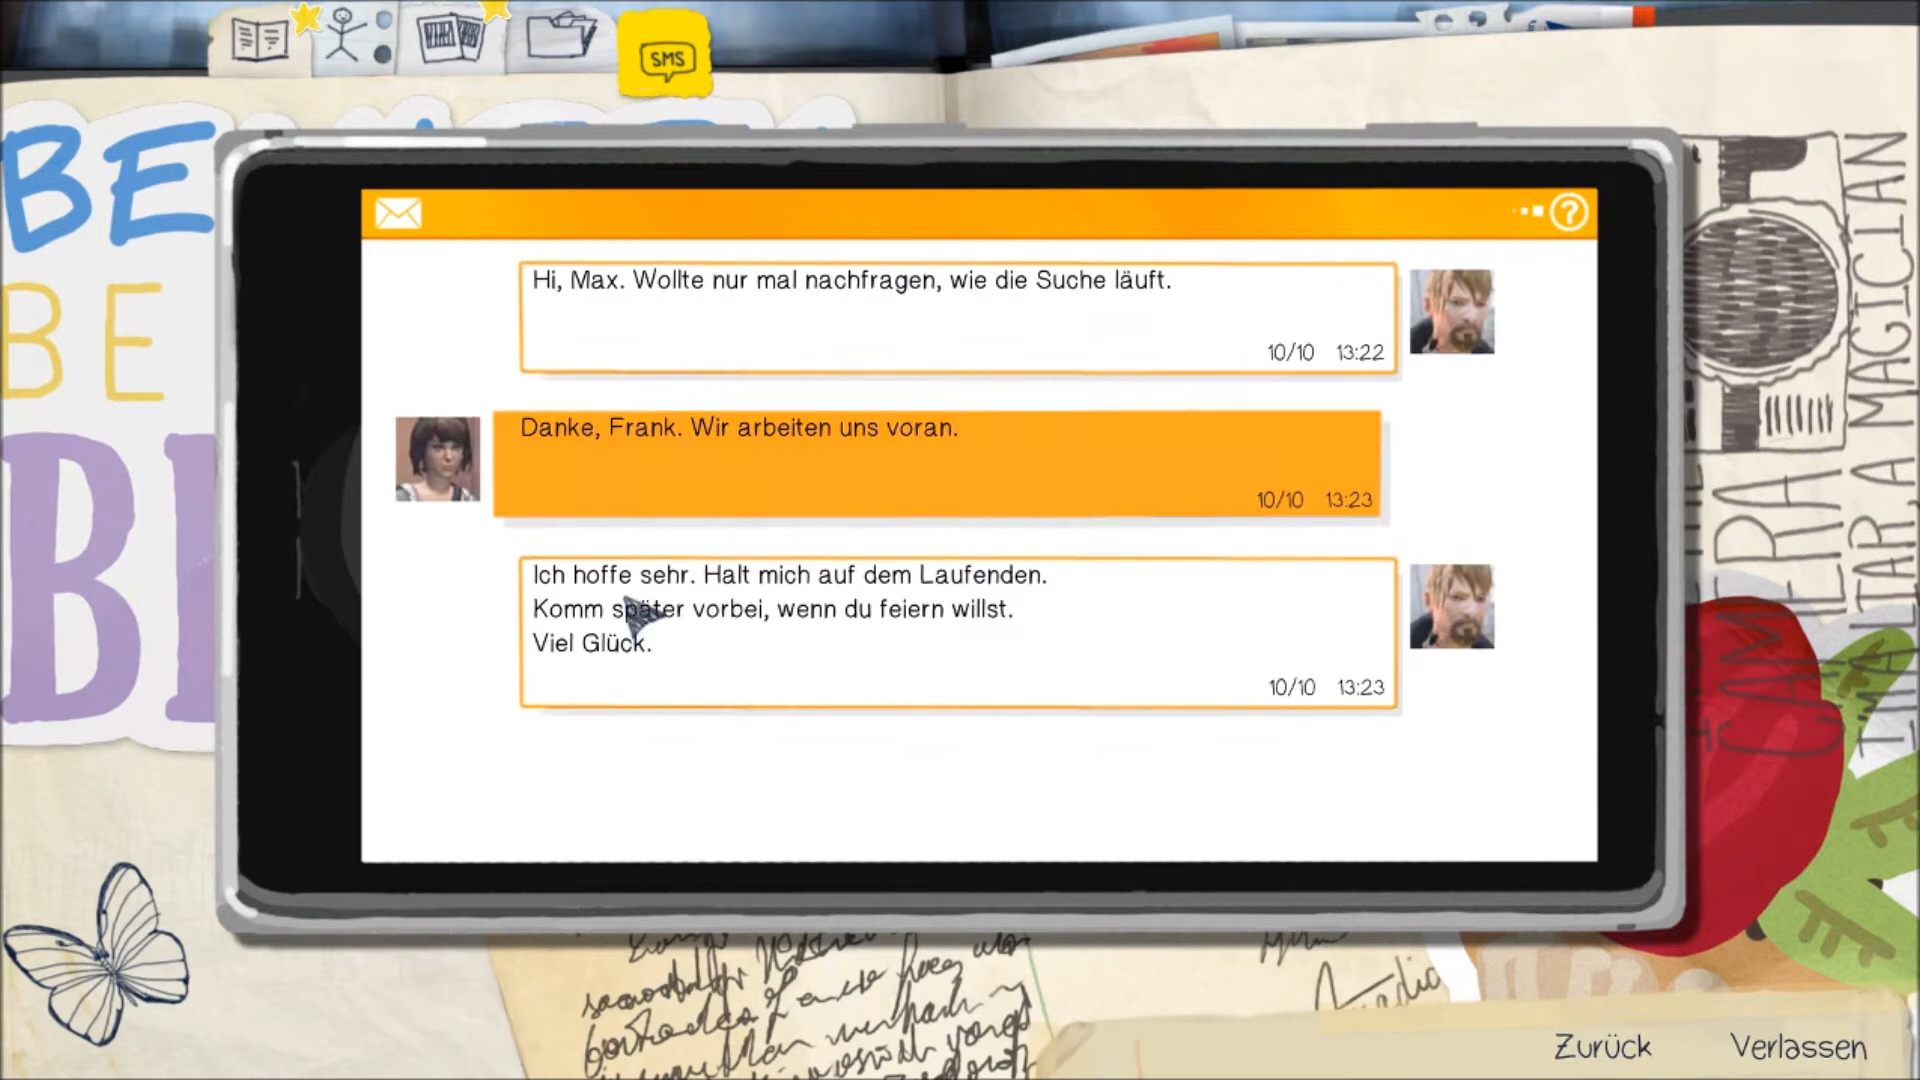 SMS
Hi, Max. Wollte nur mal nachfragen, wie die Suche läuft.
10/10 13:22
Danke, Frank. Wir arbeiten uns voran.
10/10 13:23
Ich hoffe sehr. Halt mich auf dem Laufenden.
Komm später vorbei, wenn du feiern willst.
Viel Glück.
10/10 13:23
BE
BE
CAMERA
ALTAR, A MAGICIAN
Zurück Verlassen